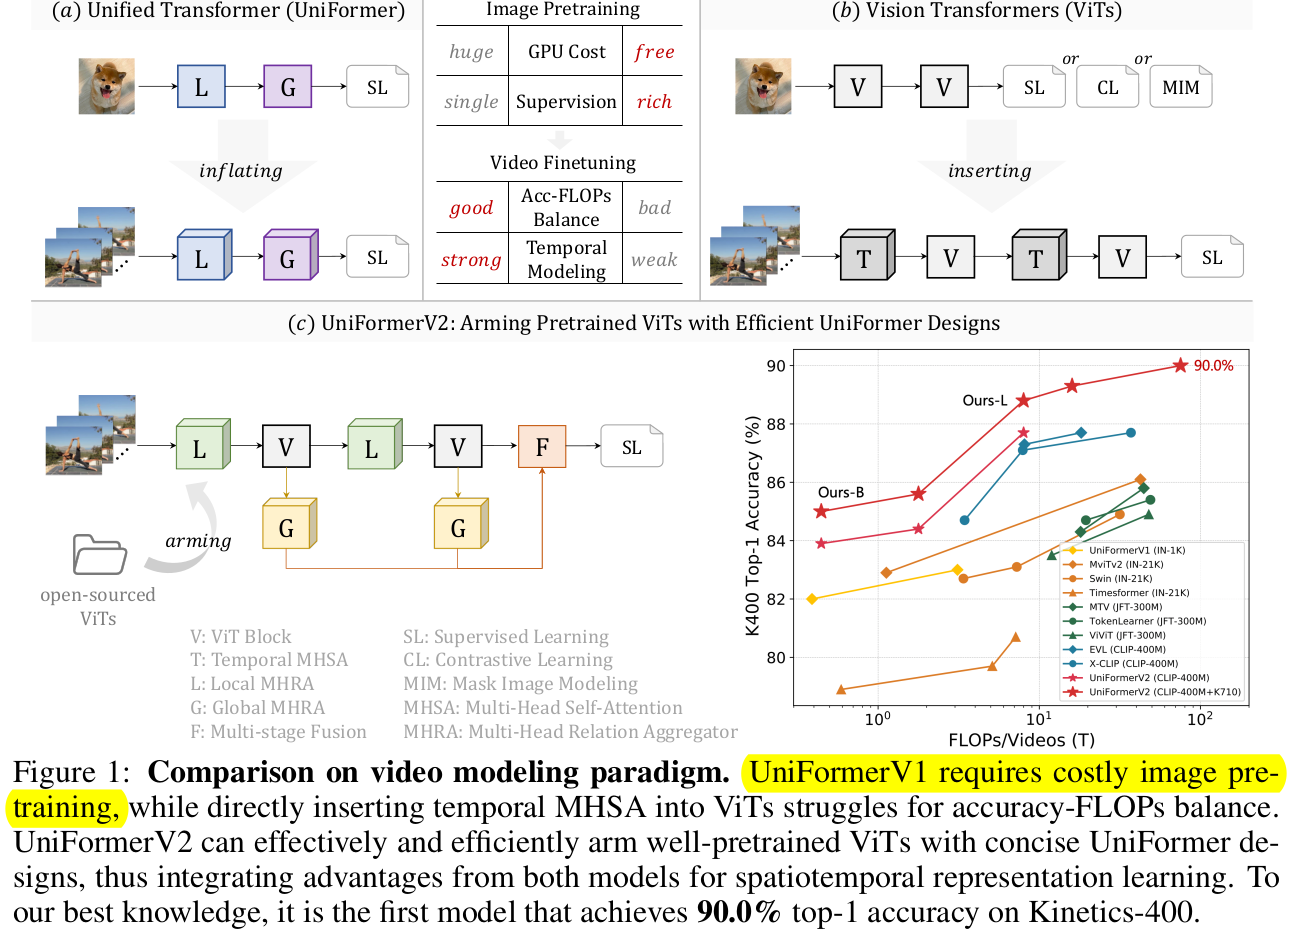 (a) Unified Transformer (UniFormer)
L
G
SL
inflating
L
G
SL
Image Pretraining
huge GPU Cost free
single Supervision rich
Video Finetuning
good Acc-FLOPs Balance bad
strong Temporal Modeling weak
(b) Vision Transformers (ViTs)
V
V
SL or CL or MIM
inserting
T
V
T
V
SL
(c) UniFormerV2: Arming Pretrained ViTs with Efficient UniFormer Designs
L
V
L
V
F
SL
G
G
arming
open-sourced
ViTs
V: ViT Block
T: Temporal MHSA
L: Local MHRA
G: Global MHRA
F: Multi-stage Fusion
SL: Supervised Learning
CL: Contrastive Learning
MIM: Mask Image Modeling
MHSA: Multi-Head Self-Attention
MHRA: Multi-Head Relation Aggregator
K400 Top-1 Accuracy (%)
90
88
86
84
82
80
90.0%
Ours-L
Ours-B
UniFormerV1 (IN-1K)
MviTv2 (IN-21K)
Swin (IN-21K)
Timesformer (IN-21K)
MTV (JFT-300M)
TokenLearner (JFT-300M)
ViViT (JFT-300M)
EVL (CLIP-400M)
X-CLIP (CLIP-400M)
UniFormerV2 (CLIP-400M)
UniFormerV2 (CLIP-400M+K710)
10⁰ 10¹ 10²
FLOPs/Videos (T)
Figure 1: Comparison on video modeling paradigm. UniFormerV1 requires costly image pre-
training, while directly inserting temporal MHSA into ViTs struggles for accuracy-FLOPs balance.
UniFormerV2 can effectively and efficiently arm well-pretrained ViTs with concise UniFormer de-
signs, thus integrating advantages from both models for spatiotemporal representation learning. To
our best knowledge, it is the first model that achieves 90.0% top-1 accuracy on Kinetics-400.